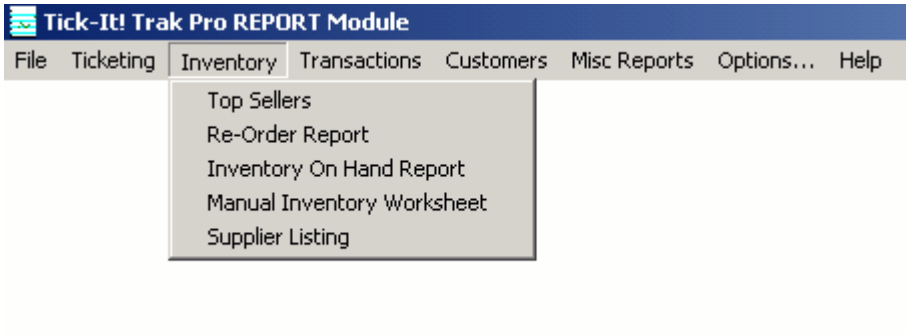 Tick-It! Trak Pro REPORT Module
File Ticketing Inventory Transactions Customers Misc Reports Options... Help
Top Sellers
Re-Order Report
Inventory On Hand Report
Manual Inventory Worksheet
Supplier Listing